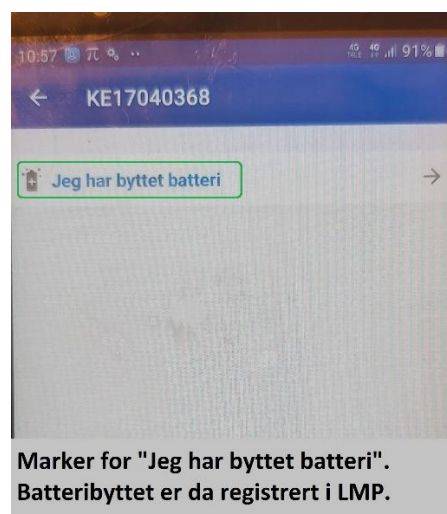 10:57 π 91%
← KE17040368
Jeg har byttet batteri →
Marker for "Jeg har byttet batteri".
Batteribyttet er da registrert i LMP.